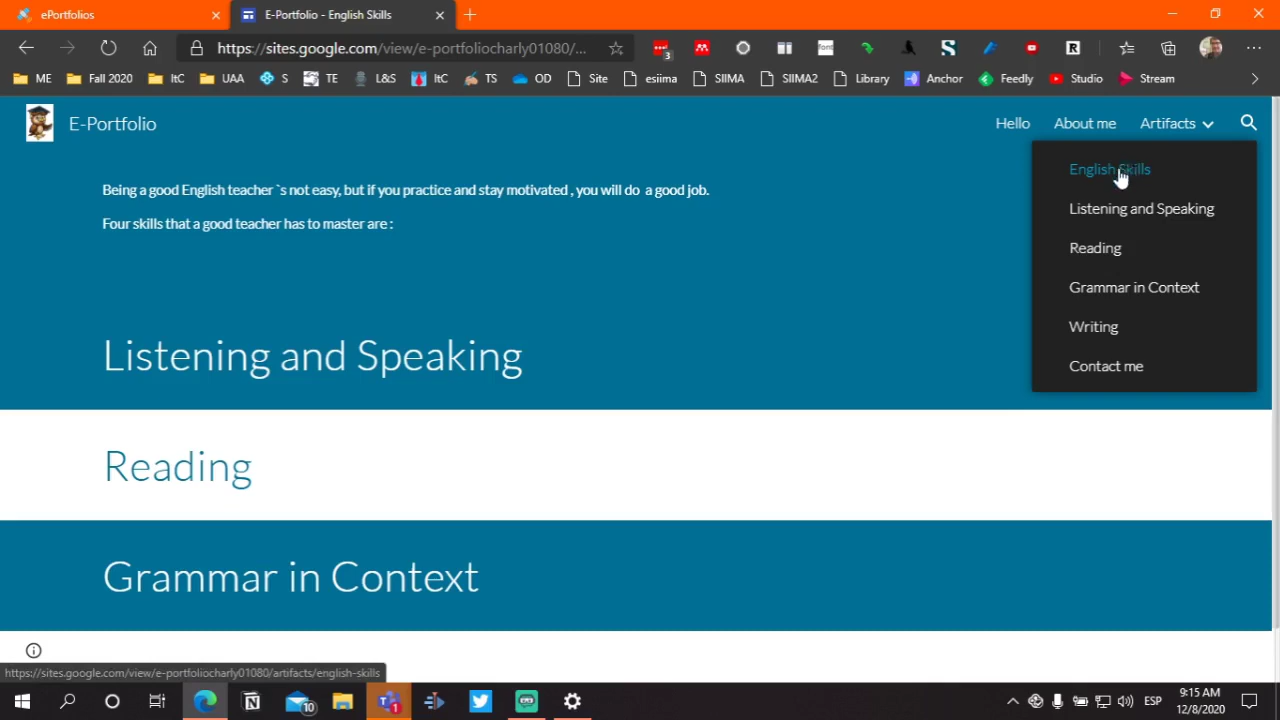 ePortfolios
E-Portfolio - English Skills
https://sites.google.com/view/e-portfoliocharly01080/...
3
ME
Fall 2020
ItC
UAA
S
TE
L&S
ItC
TS
OD
Site
esiima
SIIMA
SIIMA2
Library
Anchor
Feedly
Studio
Stream
E-Portfolio
Hello
About me
Artifacts
Being a good English teacher `s not easy, but if you practice and stay motivated , you will do a good job.
Four skills that a good teacher has to master are :
English Skills
Listening and Speaking
Reading
Grammar in Context
Writing
Contact me
Listening and Speaking
Reading
Grammar in Context
https://sites.google.com/view/e-portfoliocharly01080/artifacts/english-skills
10
1
ESP
9:15 AM
12/8/2020